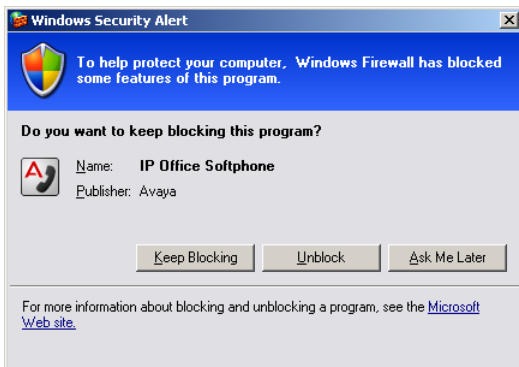 Windows Security Alert
To help protect your computer, Windows Firewall has blocked
some features of this program.
Do you want to keep blocking this program?
Name: IP Office Softphone
Publisher: Avaya
Keep Blocking Unblock Ask Me Later
For more information about blocking and unblocking a program, see the Microsoft
Web site.